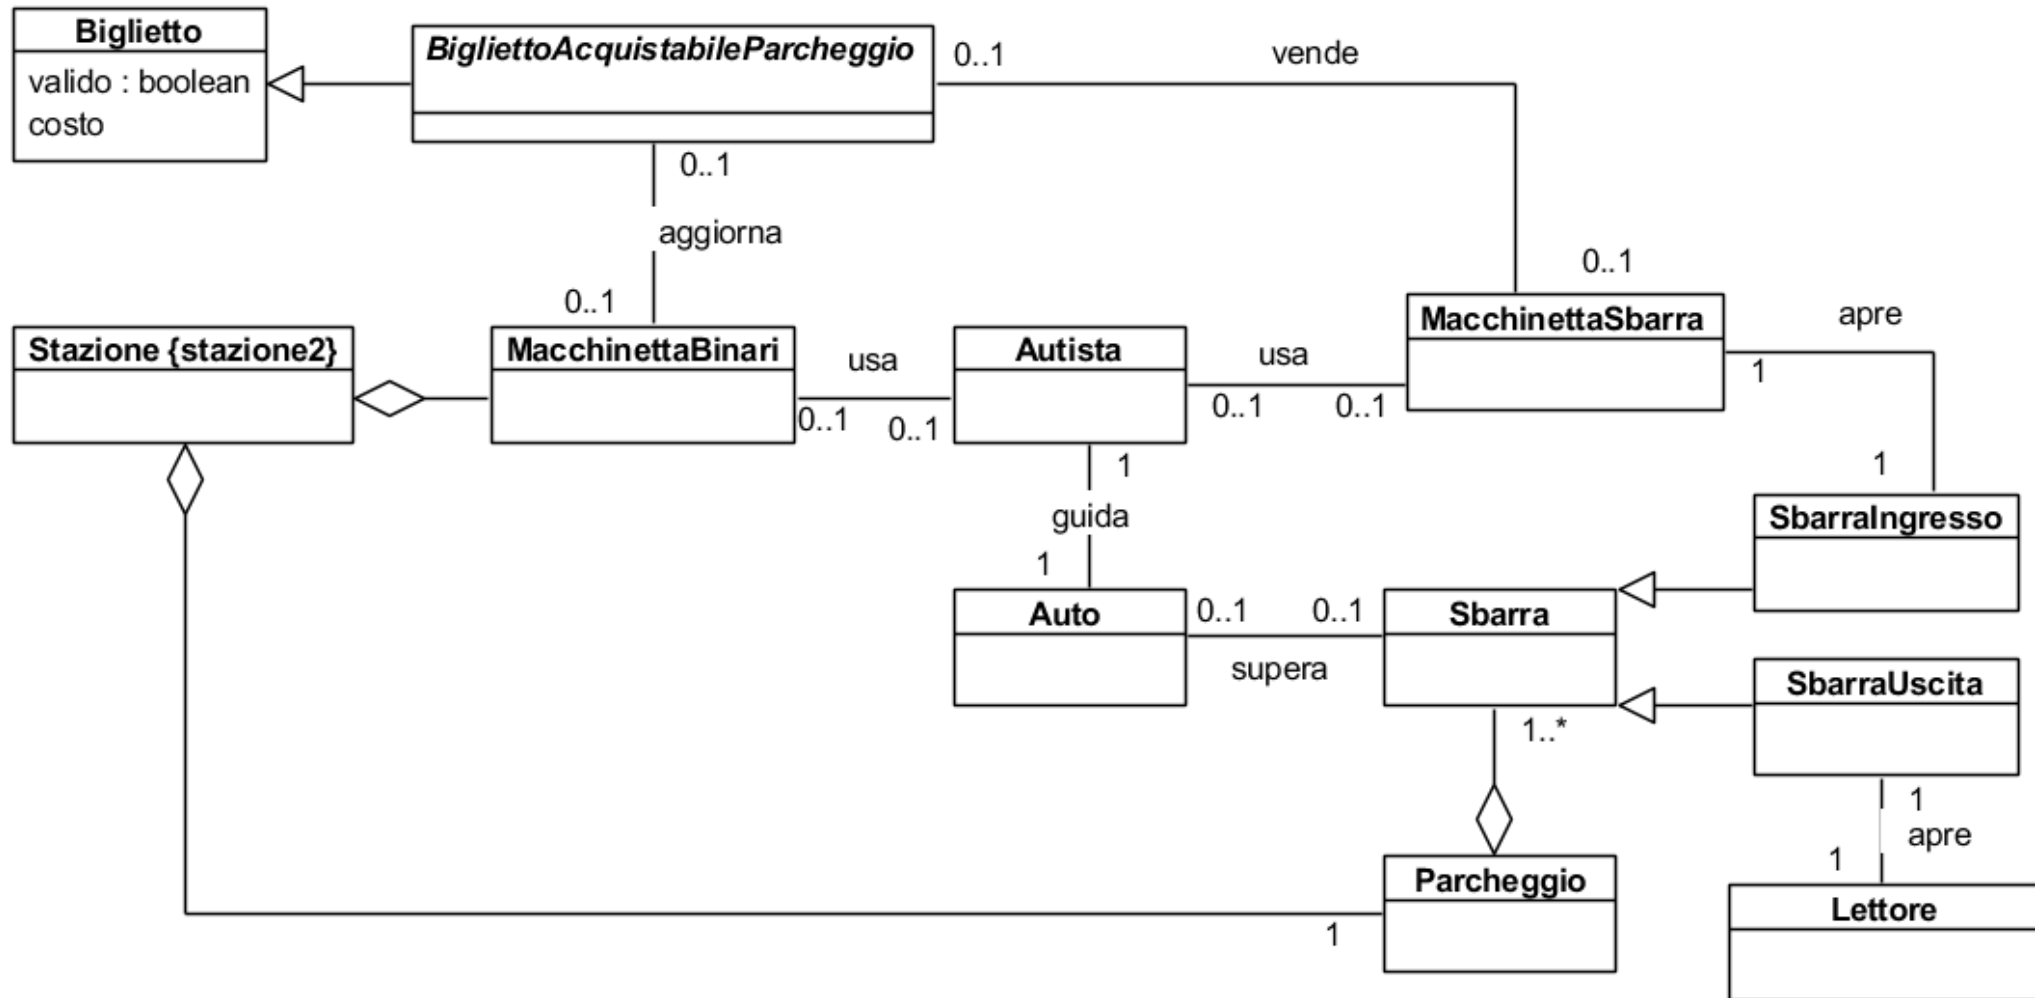 Biglietto
valido : boolean
costo
BigliettoAcquistabileParcheggio
0..1
vende
0..1
aggiorna
0..1
0..1
Stazione {stazione2}
MacchinettaBinari
usa
0..1
0..1
Autista
usa
0..1
0..1
MacchinettaSbarra
apre
1
1
1
guida
1
SbarraIngresso
Auto
0..1
0..1
supera
Sbarra
1..*
SbarraUscita
1
apre
1
Parcheggio
1
Lettore